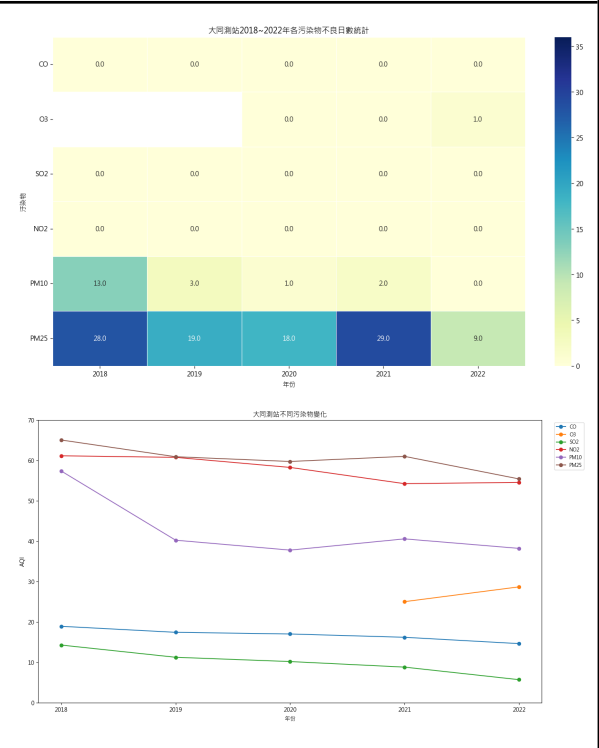 大同測站2018~2022年各污染物不良日數統計
CO 0.0 0.0 0.0 0.0 0.0
O3 0.0 0.0 1.0
SO2 0.0 0.0 0.0 0.0 0.0
NO2 0.0 0.0 0.0 0.0 0.0
PM10 13.0 3.0 1.0 2.0 0.0
PM25 28.0 19.0 18.0 29.0 9.0
2018 2019 2020 2021 2022
年份
汙染物
35
30
25
20
15
10
5
0
大同測站不同污染物變化
70
60
50
40
30
20
10
0
AQI
2018 2019 2020 2021 2022
年份
CO
O3
SO2
NO2
PM10
PM25